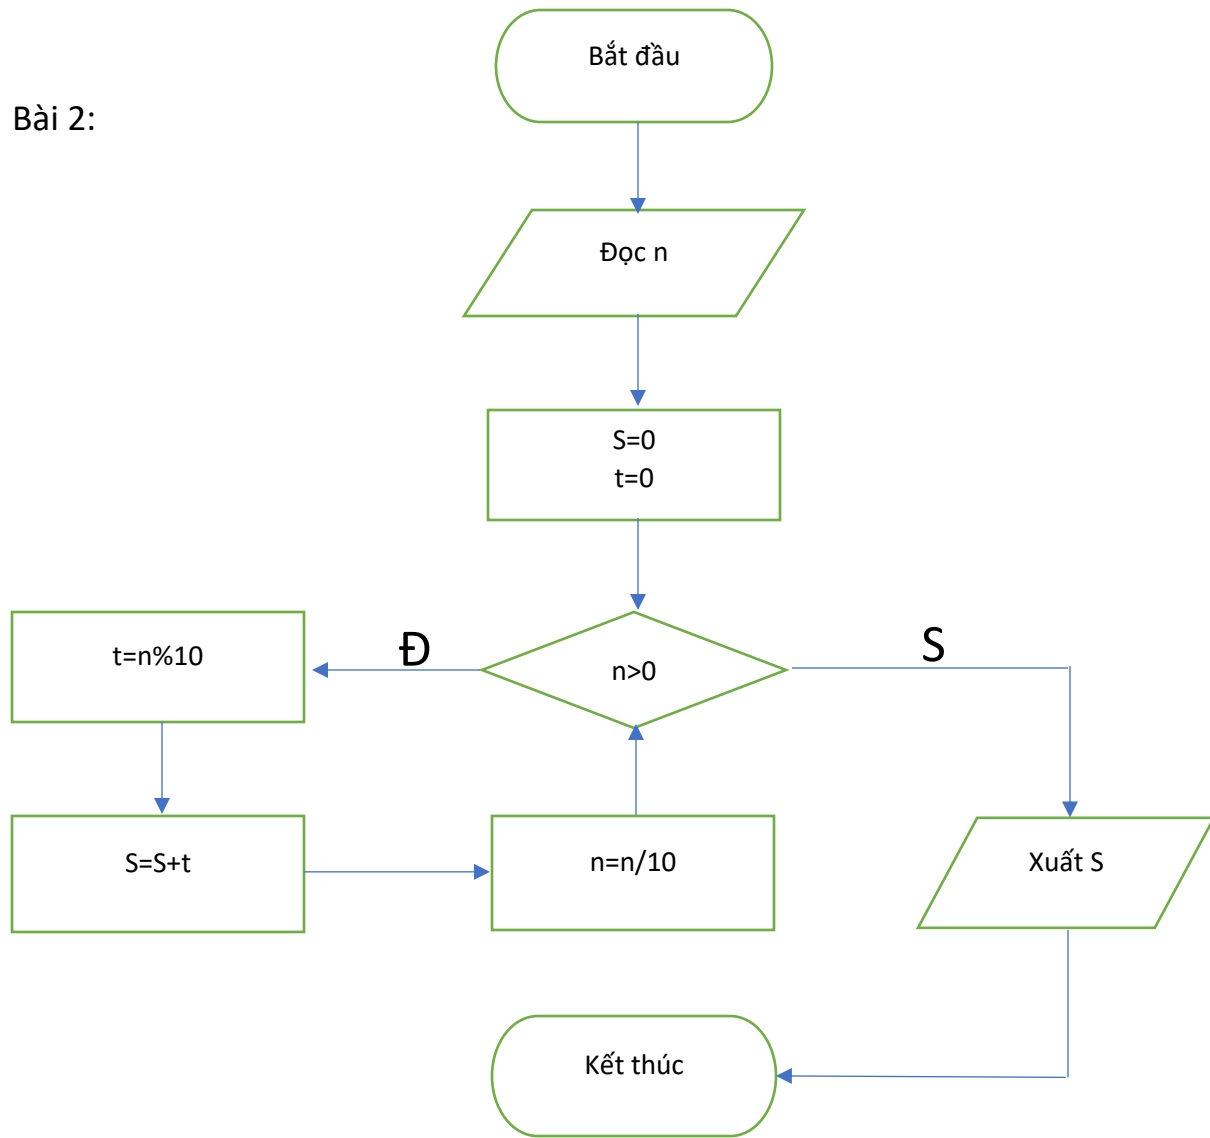 Bắt đầu
Bài 2:
Đọc n
S=0
t=0
t=n%10
Đ
n>0
S
S=S+t
n=n/10
Xuất S
Kết thúc